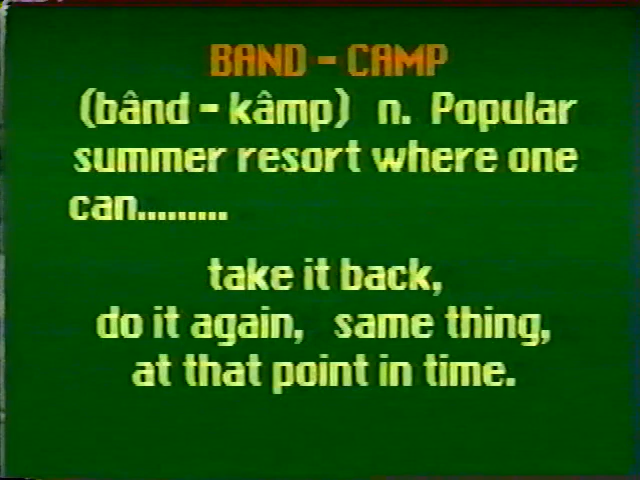 BAND - CAMP
(bând - kâmp) n. Popular
summer resort where one
can.........
take it back,
do it again, same thing,
at that point in time.